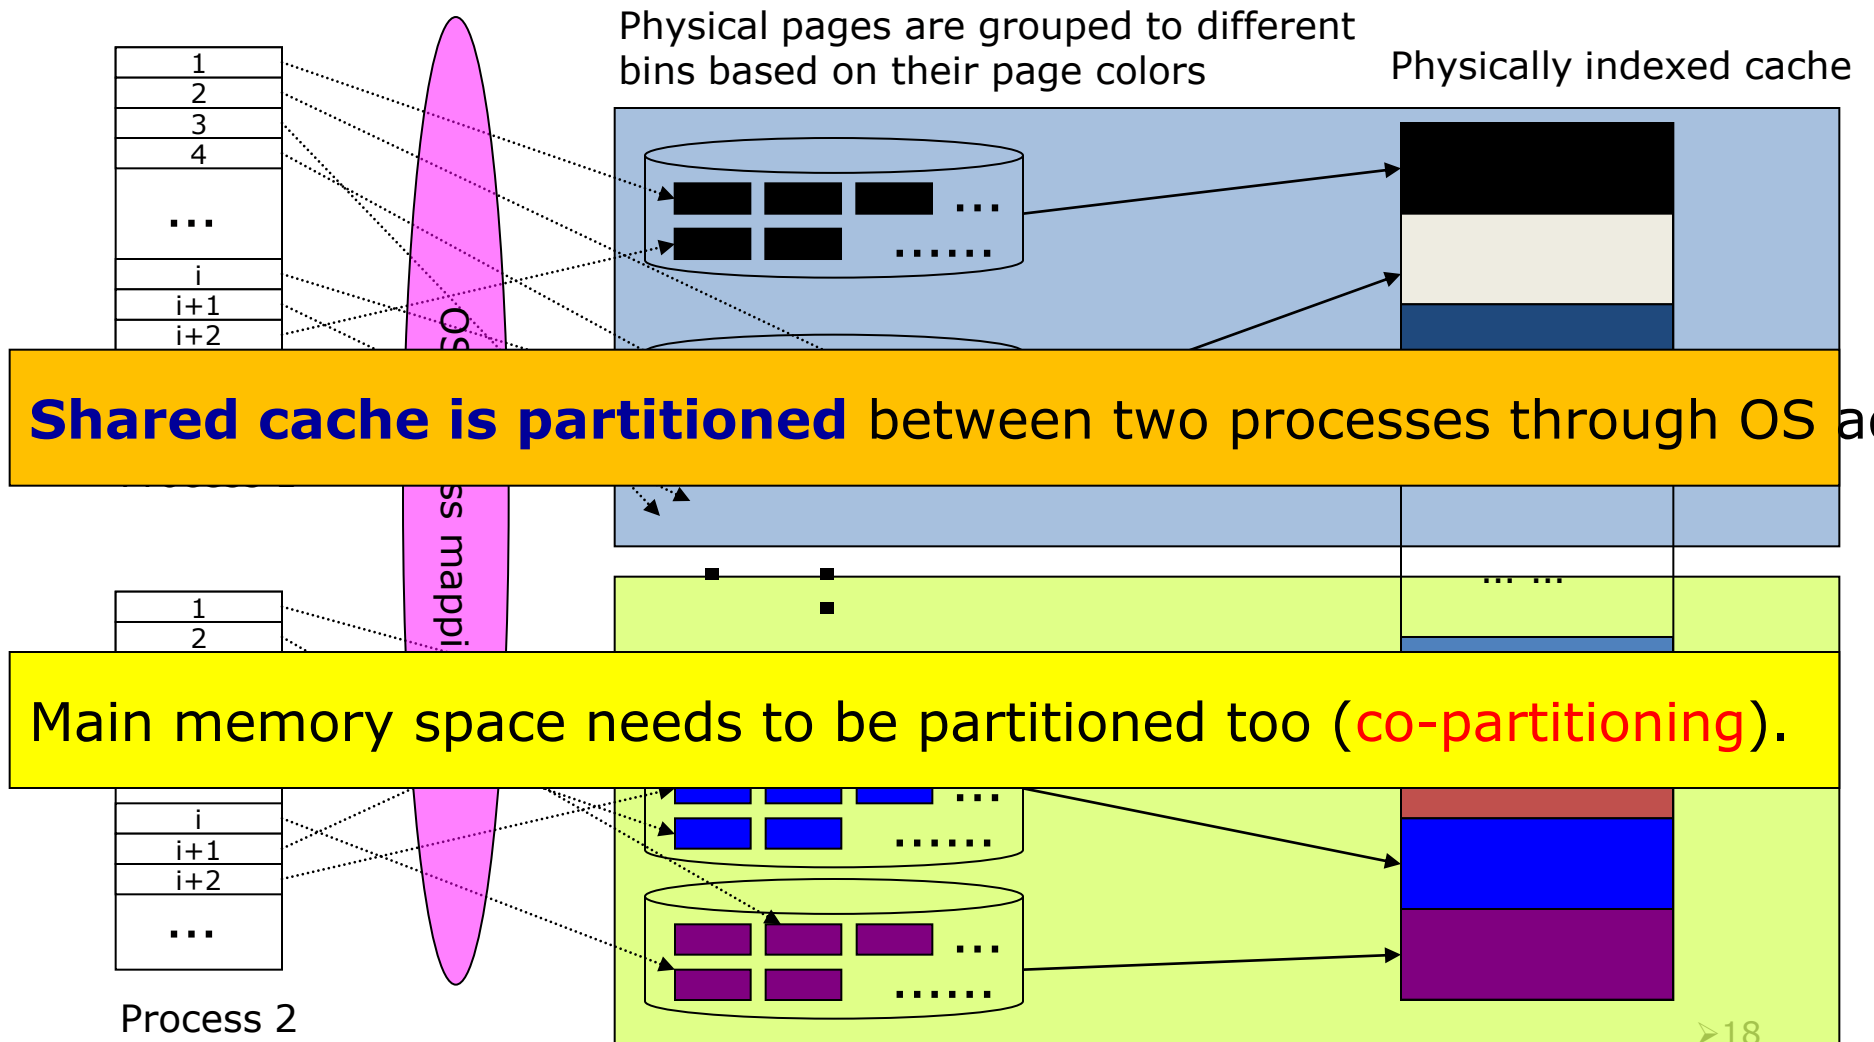 Physical pages are grouped to different
bins based on their page colors
Physically indexed cache
1
2
3
4
...
i
i+1
i+2
...
......
OS
Shared cache is partitioned between two processes through OS
ss mappi
... ...
1
2
Main memory space needs to be partitioned too (co-partitioning).
i
i+1
i+2
...
...
......
...
......
Process 2
➢18